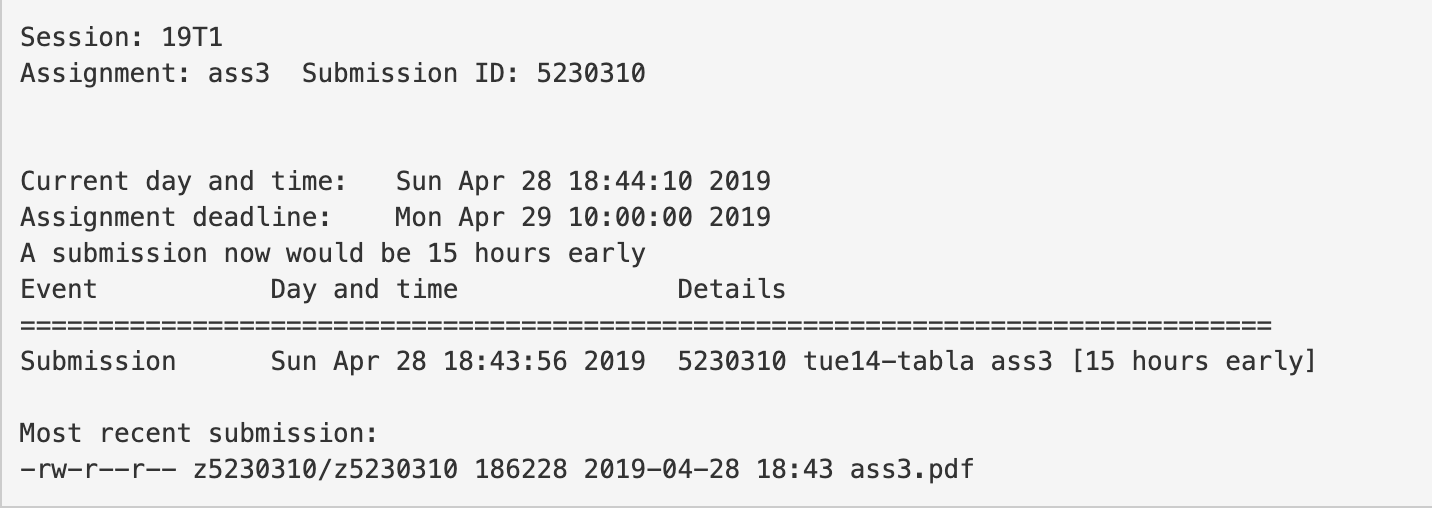 Session: 19T1
Assignment: ass3  Submission ID: 5230310
Current day and time:   Sun Apr 28 18:44:10 2019
Assignment deadline:    Mon Apr 29 10:00:00 2019
A submission now would be 15 hours early
Event           Day and time              Details
================================================================================
Submission      Sun Apr 28 18:43:56 2019  5230310 tue14-tabla ass3 [15 hours early]
Most recent submission:
-rw-r--r-- z5230310/z5230310 186228 2019-04-28 18:43 ass3.pdf